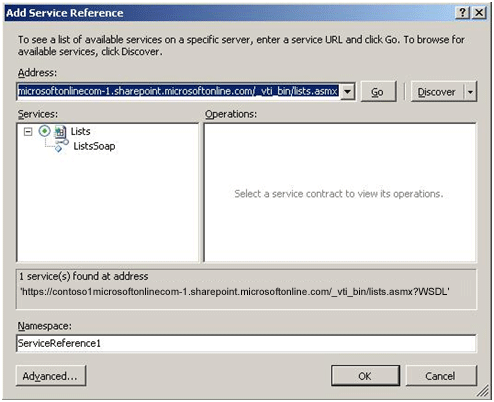 Add Service Reference
To see a list of available services on a specific server, enter a service URL and click Go. To browse for
available services, click Discover.
Address:
microsoftonlinecom-1.sharepoint.microsoftonline.com/_vti_bin/lists.asmx
Go
Discover
Services:
Operations:
Lists
ListsSoap
Select a service contract to view its operations.
1 service(s) found at address
'https://contoso1microsoftonlinecom-1.sharepoint.microsoftonline.com/_vti_bin/lists.asmx?WSDL'
Namespace:
ServiceReference1
Advanced...
OK
Cancel